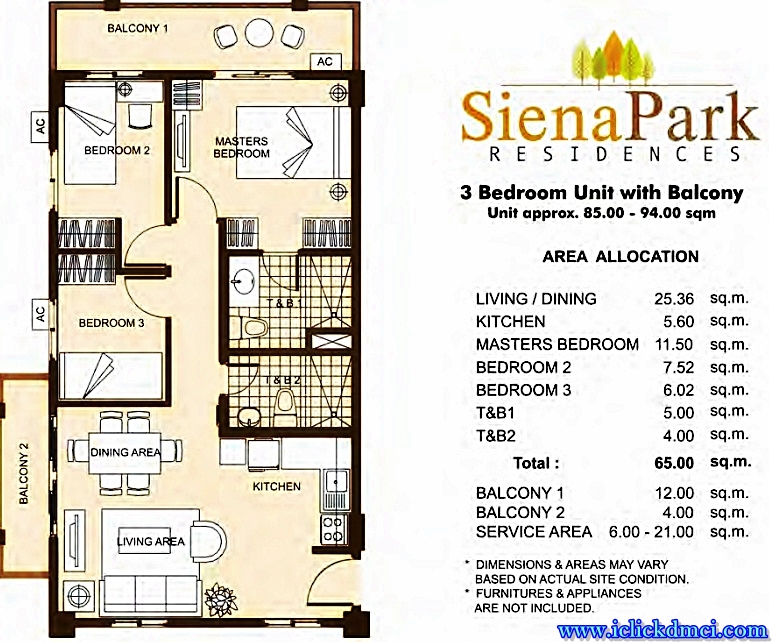 BALCONY 1
AC
AC
BEDROOM 2
MASTERS
BEDROOM
T & B 1
AC
BEDROOM 3
T & B 2
DINING AREA
KITCHEN
BALCONY 2
LIVING AREA
SienaPark
RESIDENCES
3 Bedroom Unit with Balcony
Unit approx. 85.00 - 94.00 sqm
AREA ALLOCATION
LIVING / DINING 25.36 sq.m.
KITCHEN 5.60 sq.m.
MASTERS BEDROOM 11.50 sq.m.
BEDROOM 2 7.52 sq.m.
BEDROOM 3 6.02 sq.m.
T&B1 5.00 sq.m.
T&B2 4.00 sq.m.
Total : 65.00 sq.m.
BALCONY 1 12.00 sq.m.
BALCONY 2 4.00 sq.m.
SERVICE AREA 6.00 - 21.00 sq.m.
* DIMENSIONS & AREAS MAY VARY
BASED ON ACTUAL SITE CONDITION.
* FURNITURES & APPLIANCES
ARE NOT INCLUDED.
www.iclickdmci.com